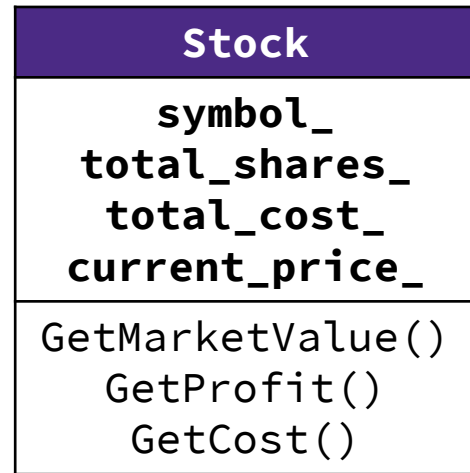 Stock
symbol_
total_shares_
total_cost_
current_price_
GetMarketValue()
GetProfit()
GetCost()